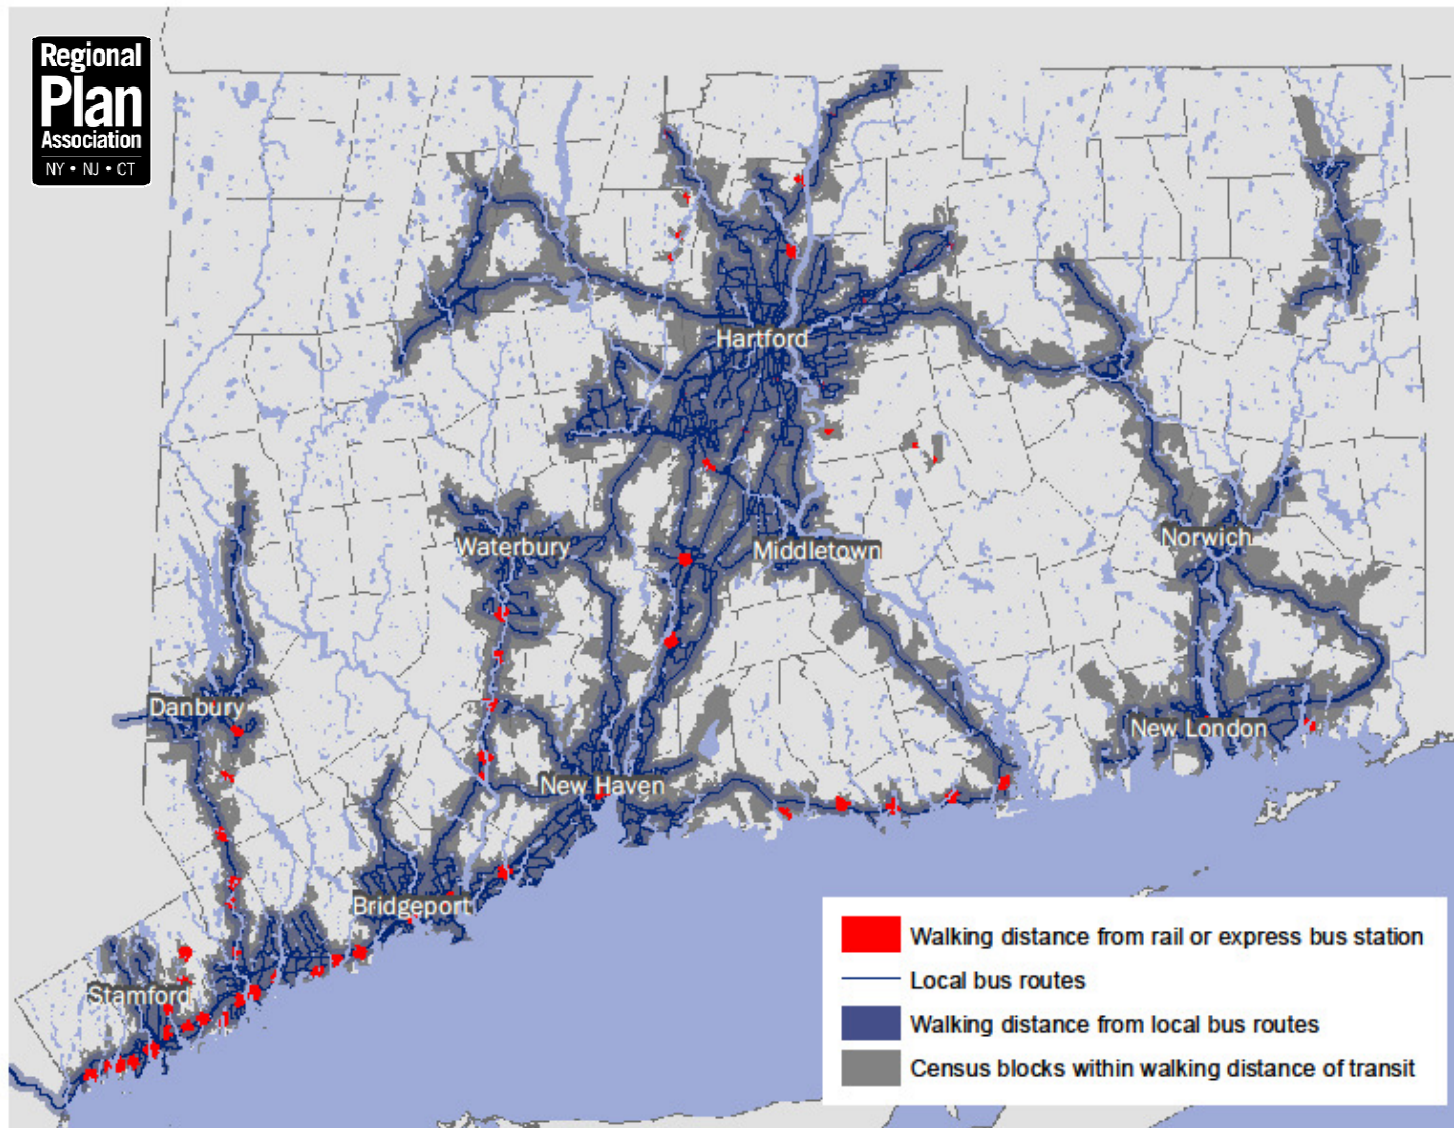 Regional
Plan
Association
NY • NJ • CT
Hartford
Waterbury
Middletown
Norwich
Danbury
New London
New Haven
Bridgeport
Stamford
Walking distance from rail or express bus station
Local bus routes
Walking distance from local bus routes
Census blocks within walking distance of transit